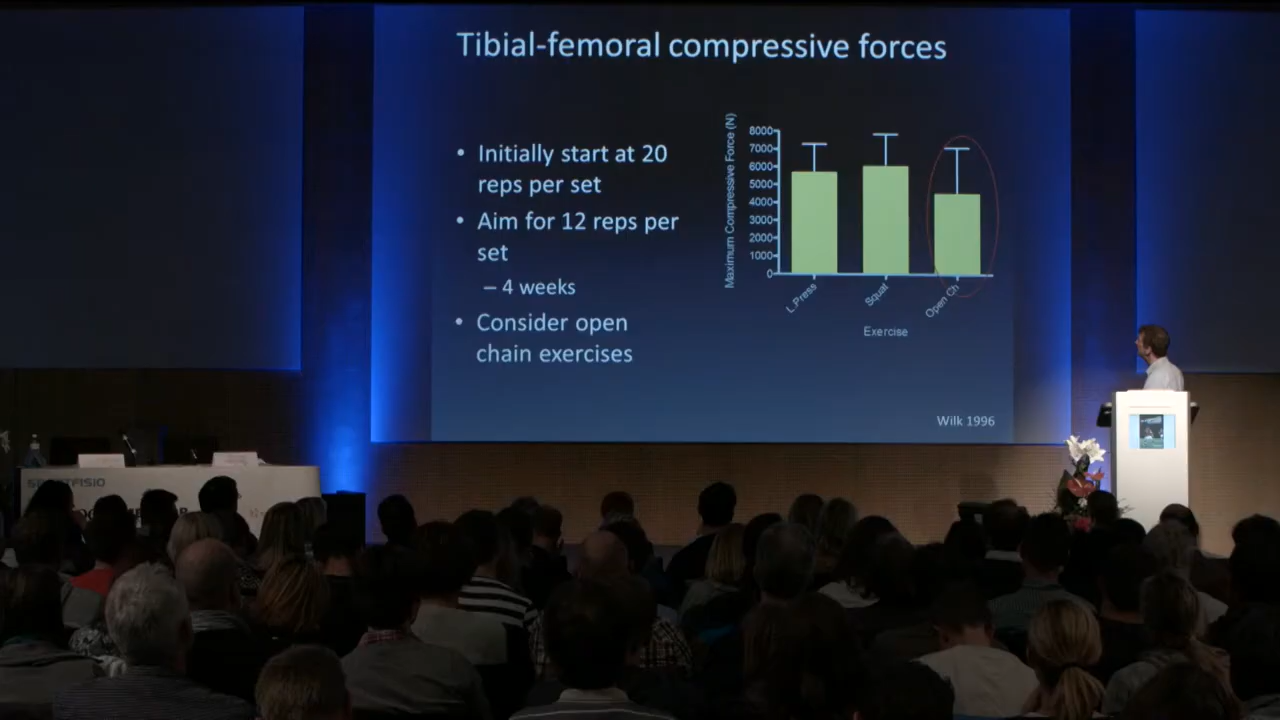 Tibial-femoral compressive forces
• Initially start at 20
reps per set
• Aim for 12 reps per
set
– 4 weeks
• Consider open
chain exercises
Maximum Compressive Force (N)
8000
7000
6000
5000
4000
3000
2000
1000
0
L.Press
Squat
Open Ch
Exercise
Wilk 1996